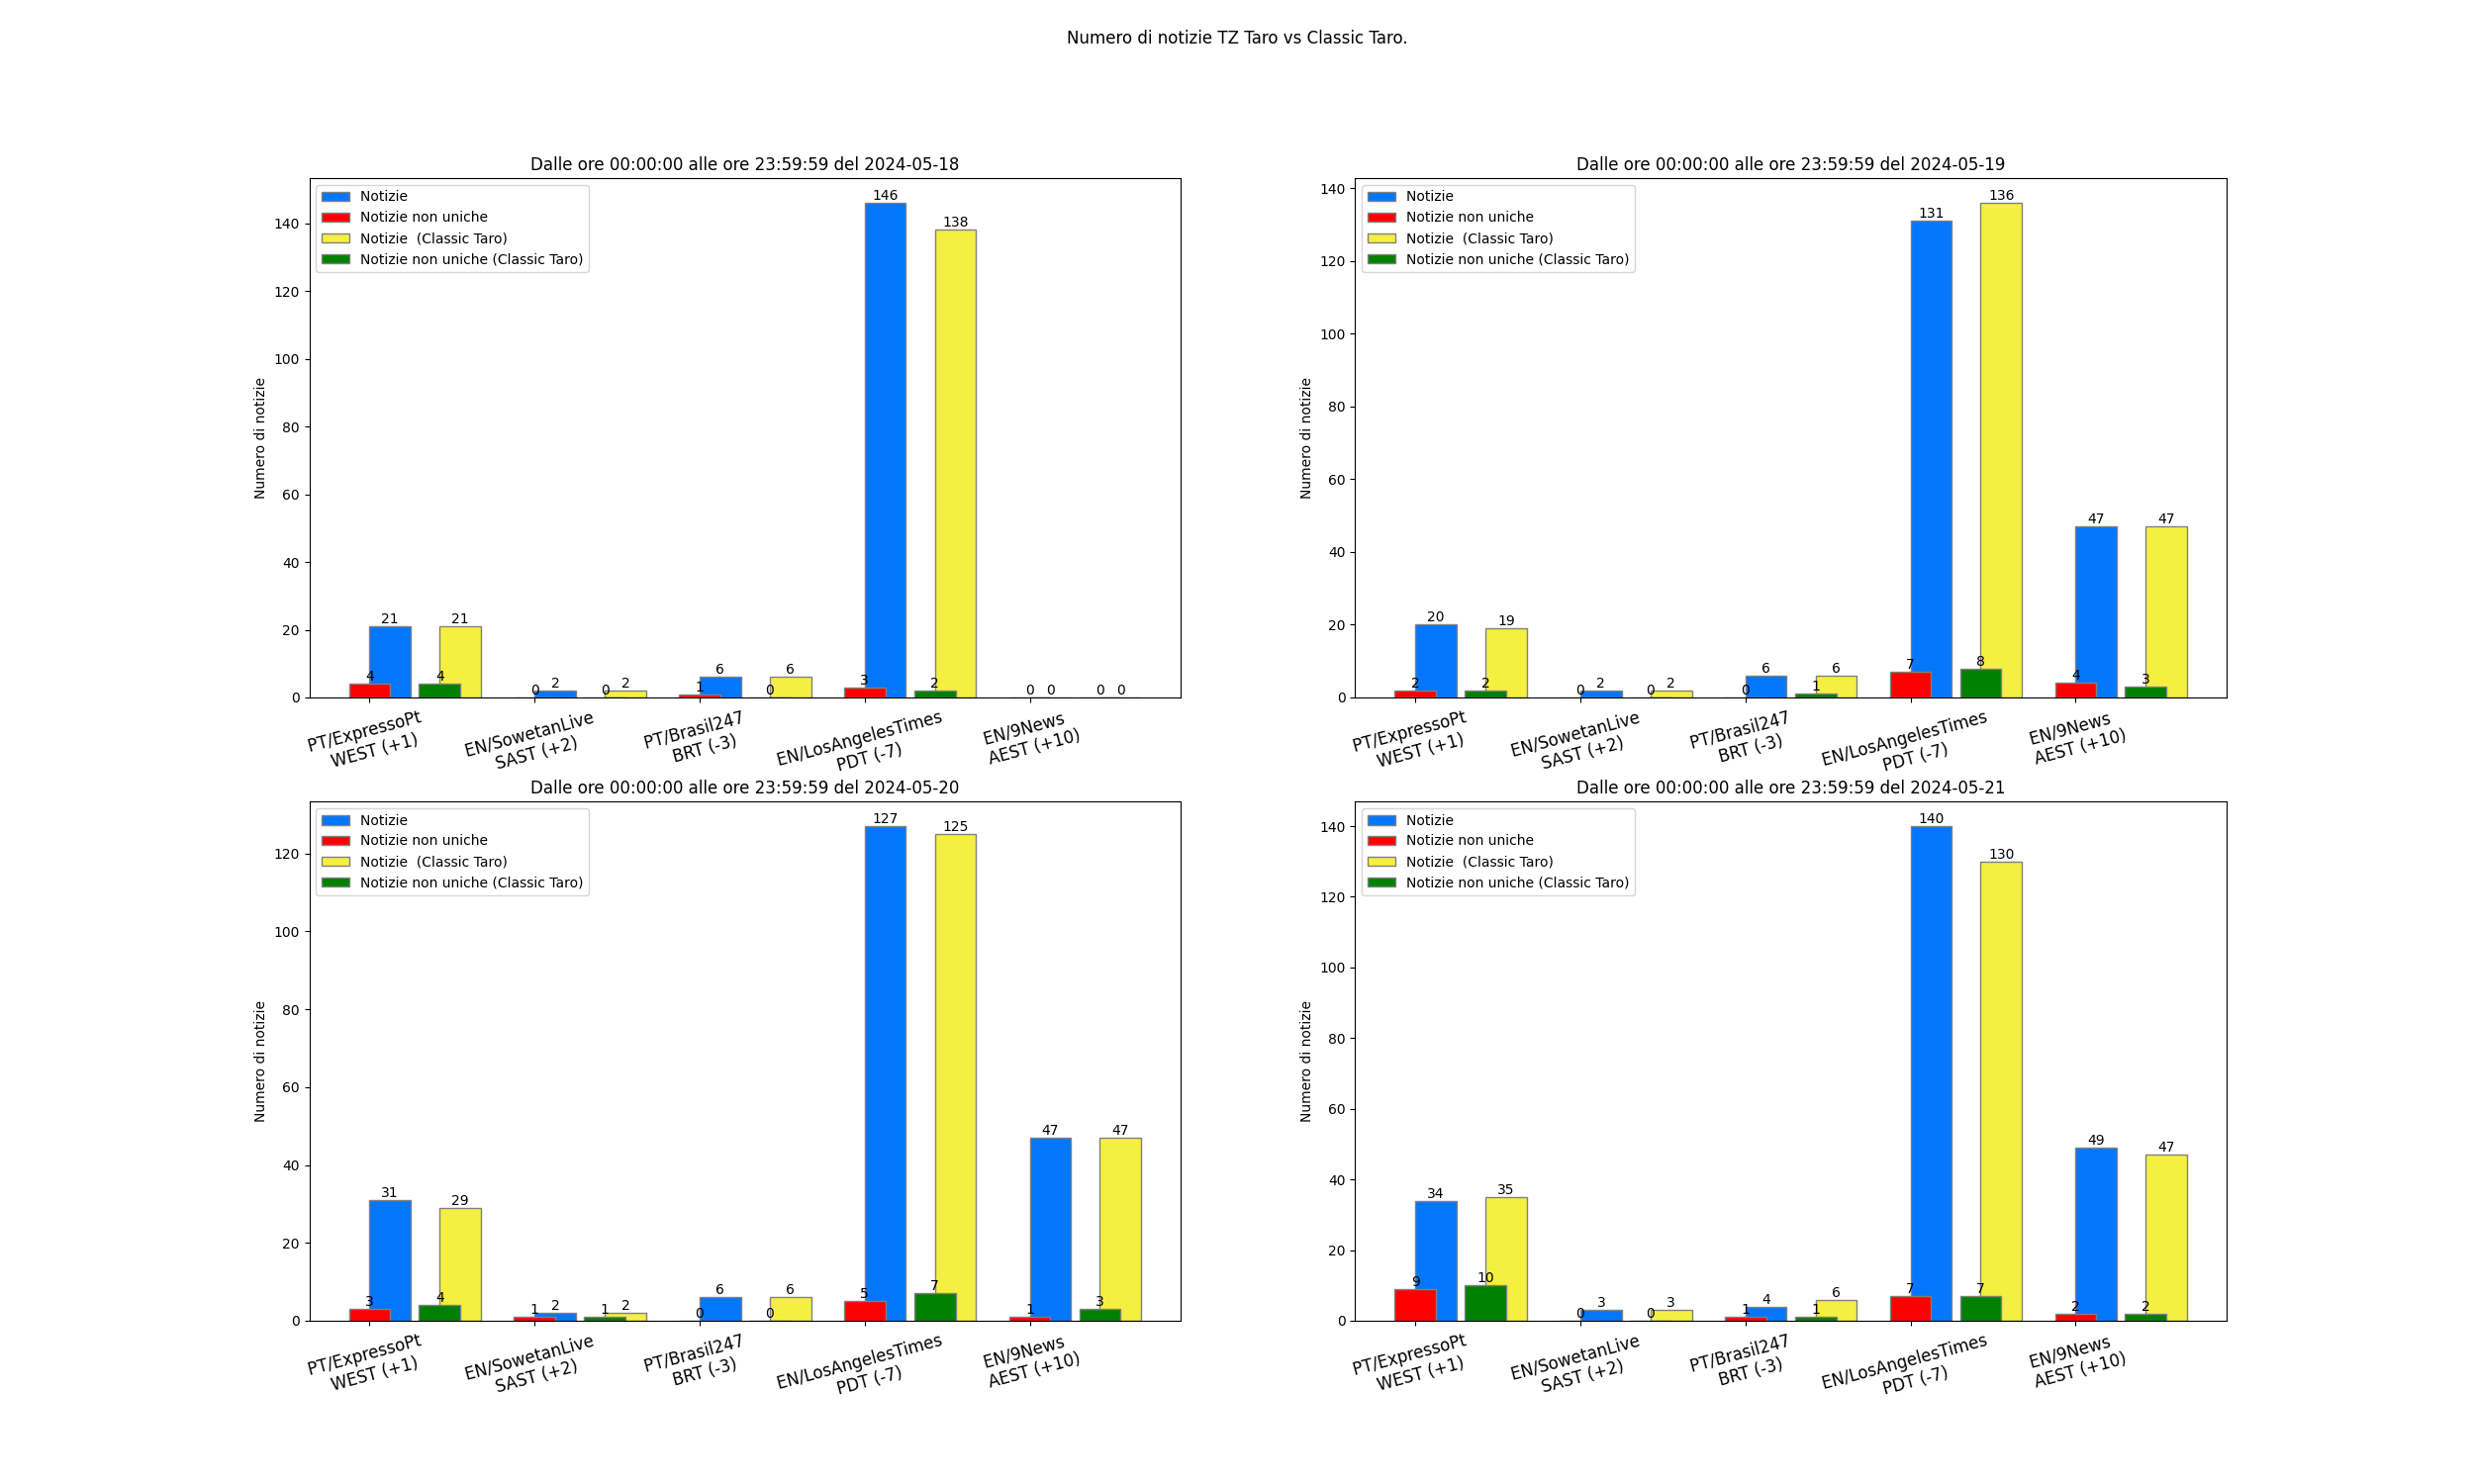 Numero di notizie TZ Taro vs Classic Taro.
Dalle ore 00:00:00 alle ore 23:59:59 del 2024-05-18
Notizie
Notizie non uniche
Notizie  (Classic Taro)
Notizie non uniche (Classic Taro)
Numero di notizie
140
120
100
80
60
40
20
0
4 21 4 21
0 2 0 2
1 6 0 6
3 146 2 138
0 0 0 0
PT/ExpressoPt
WEST (+1)
EN/SowetanLive
SAST (+2)
PT/Brasil247
BRT (-3)
EN/LosAngelesTimes
PDT (-7)
EN/9News
AEST (+10)
Dalle ore 00:00:00 alle ore 23:59:59 del 2024-05-19
Notizie
Notizie non uniche
Notizie  (Classic Taro)
Notizie non uniche (Classic Taro)
Numero di notizie
140
120
100
80
60
40
20
0
2 20 2 19
0 2 0 2
0 6 1 6
7 131 8 136
4 47 3 47
PT/ExpressoPt
WEST (+1)
EN/SowetanLive
SAST (+2)
PT/Brasil247
BRT (-3)
EN/LosAngelesTimes
PDT (-7)
EN/9News
AEST (+10)
Dalle ore 00:00:00 alle ore 23:59:59 del 2024-05-20
Notizie
Notizie non uniche
Notizie  (Classic Taro)
Notizie non uniche (Classic Taro)
Numero di notizie
120
100
80
60
40
20
0
3 31 4 29
1 2 1 2
0 6 0 6
5 127 7 125
1 47 3 47
PT/ExpressoPt
WEST (+1)
EN/SowetanLive
SAST (+2)
PT/Brasil247
BRT (-3)
EN/LosAngelesTimes
PDT (-7)
EN/9News
AEST (+10)
Dalle ore 00:00:00 alle ore 23:59:59 del 2024-05-21
Notizie
Notizie non uniche
Notizie  (Classic Taro)
Notizie non uniche (Classic Taro)
Numero di notizie
140
120
100
80
60
40
20
0
9 34 10 35
0 3 0 3
1 4 1 6
7 140 7 130
2 49 2 47
PT/ExpressoPt
WEST (+1)
EN/SowetanLive
SAST (+2)
PT/Brasil247
BRT (-3)
EN/LosAngelesTimes
PDT (-7)
EN/9News
AEST (+10)